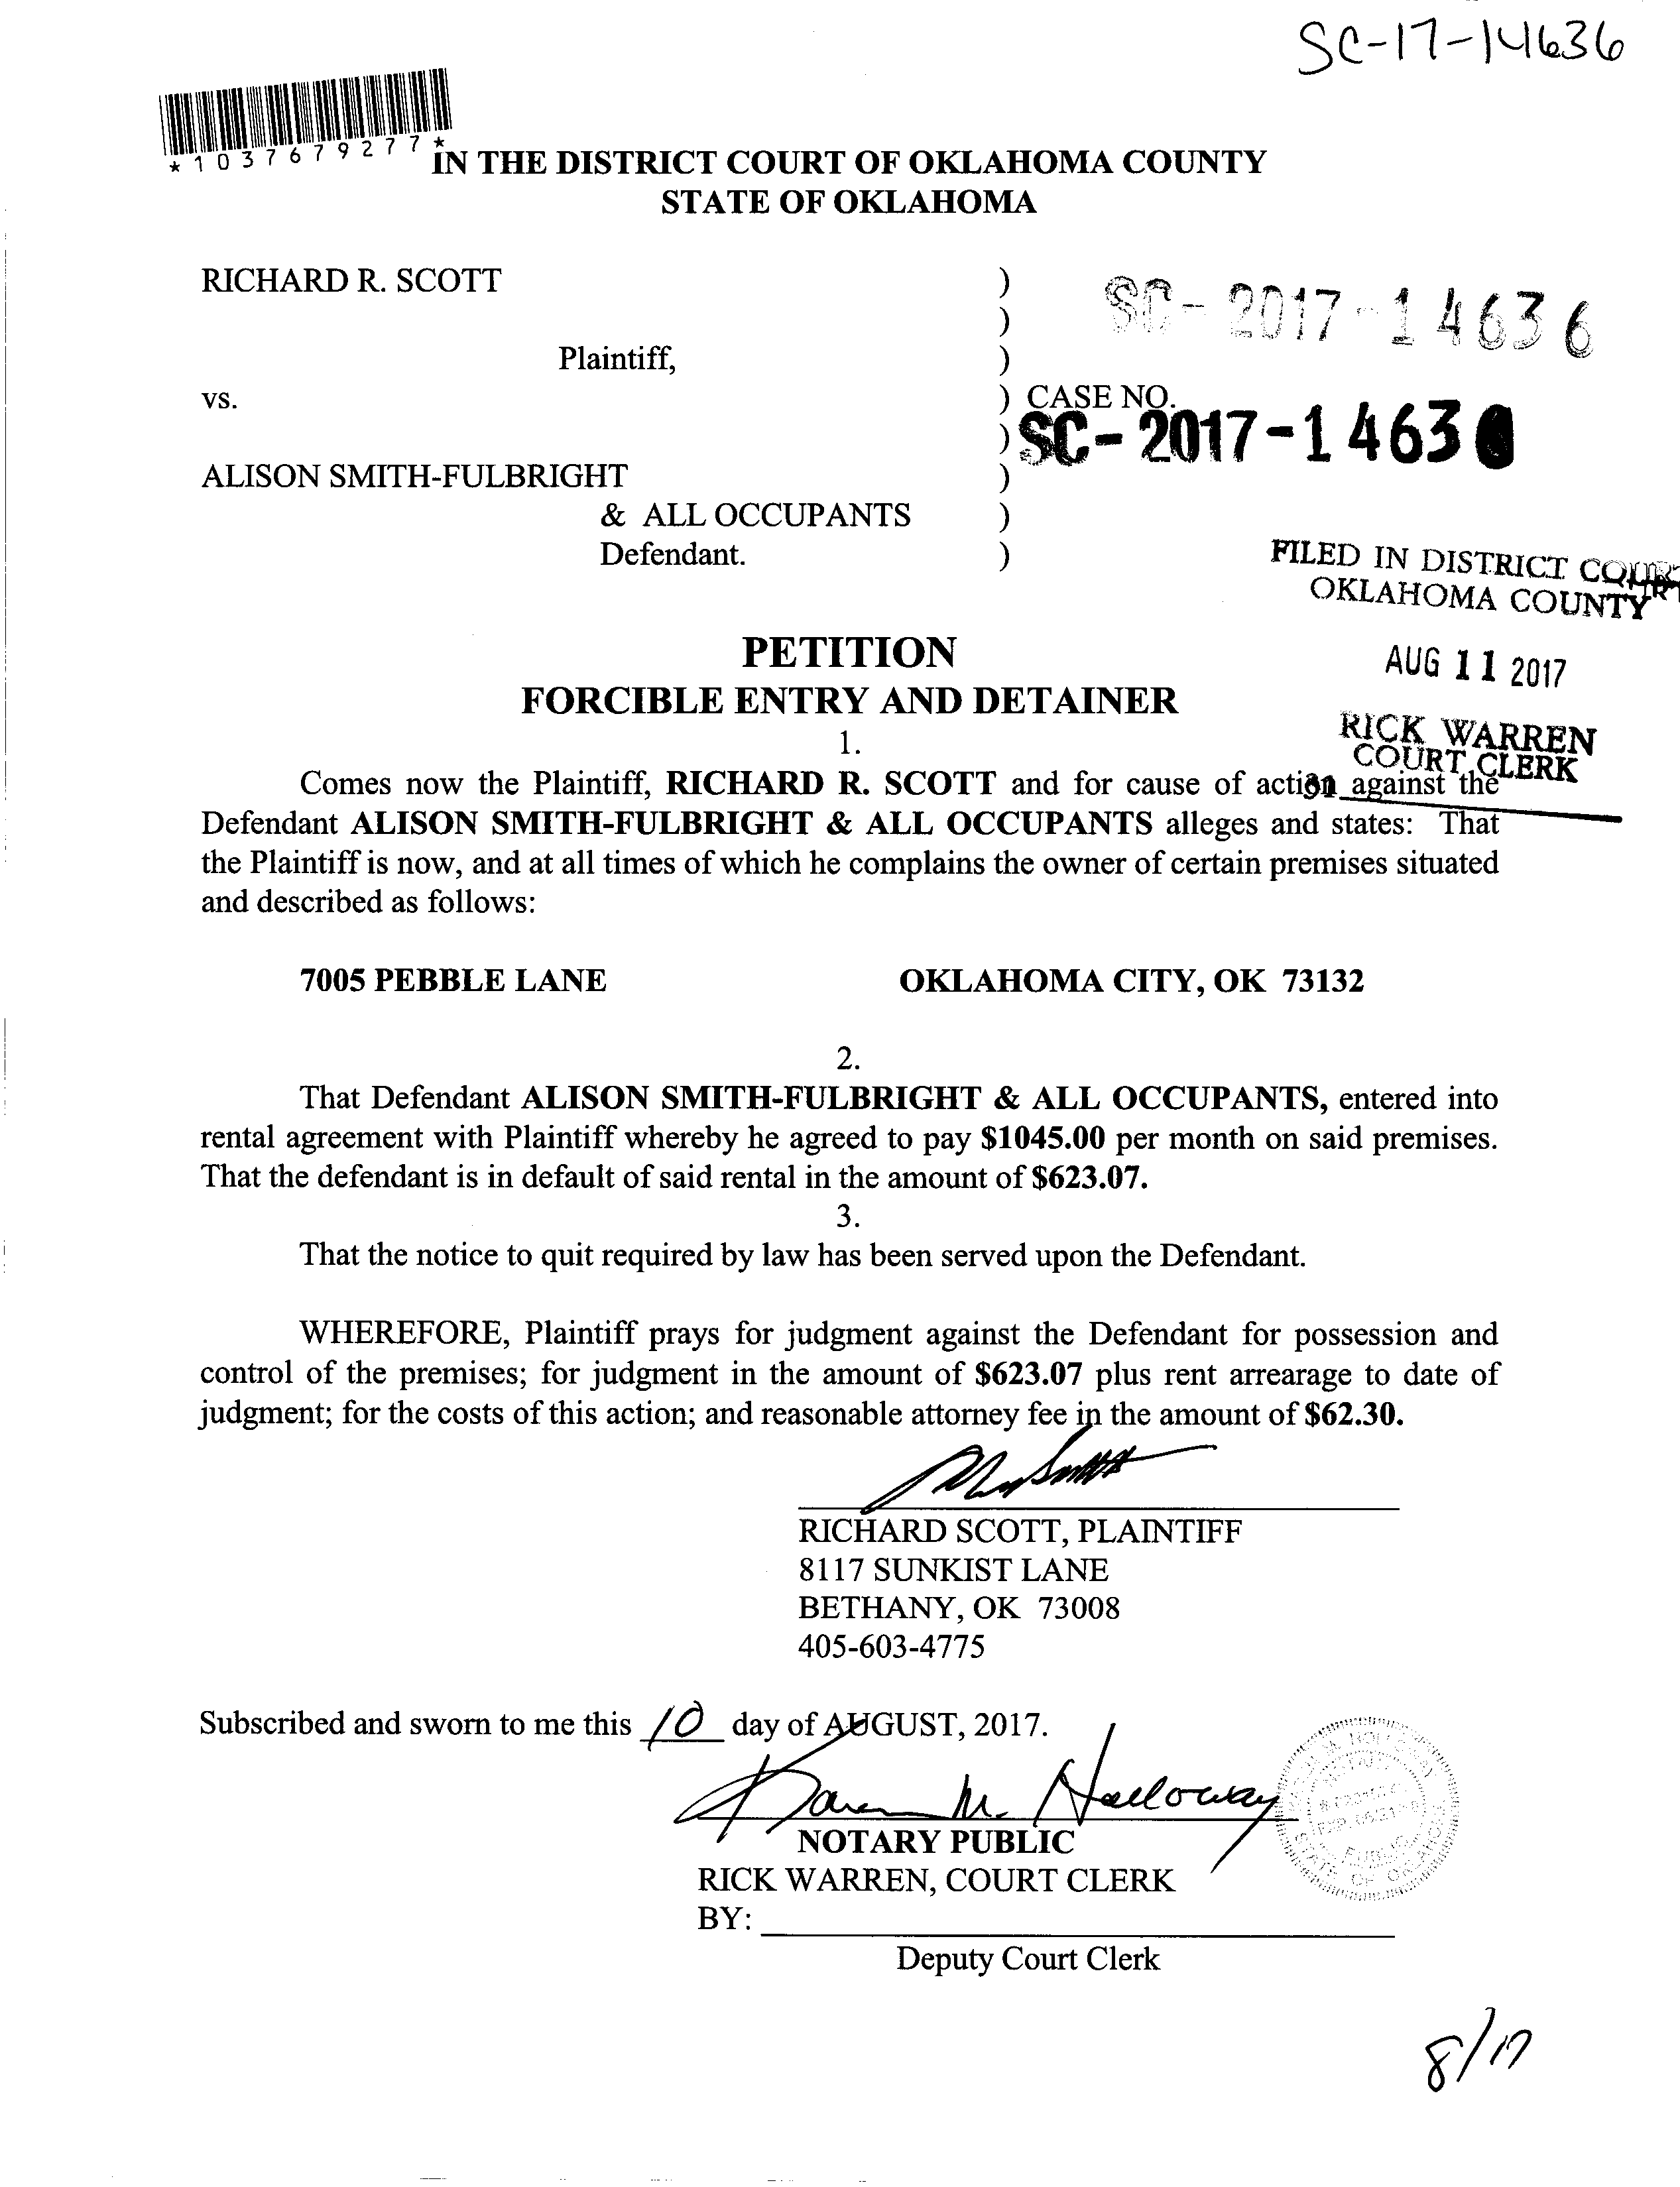 SC-17-14636
*1037679277*
IN THE DISTRICT COURT OF OKLAHOMA COUNTY
STATE OF OKLAHOMA
RICHARD R. SCOTT )
)
SC-2017-14636
Plaintiff, )
vs. ) CASE NO.
) SC-2017-14636
ALISON SMITH-FULBRIGHT )
& ALL OCCUPANTS )
Defendant. )
FILED IN DISTRICT COURT
OKLAHOMA COUNTY
AUG 11 2017
RICK WARREN
COURT CLERK
PETITION
FORCIBLE ENTRY AND DETAINER
1.
Comes now the Plaintiff, RICHARD R. SCOTT and for cause of action against the
Defendant ALISON SMITH-FULBRIGHT & ALL OCCUPANTS alleges and states: That
the Plaintiff is now, and at all times of which he complains the owner of certain premises situated
and described as follows:
7005 PEBBLE LANE OKLAHOMA CITY, OK 73132
2.
That Defendant ALISON SMITH-FULBRIGHT & ALL OCCUPANTS, entered into
rental agreement with Plaintiff whereby he agreed to pay $1045.00 per month on said premises.
That the defendant is in default of said rental in the amount of $623.07.
3.
That the notice to quit required by law has been served upon the Defendant.
WHEREFORE, Plaintiff prays for judgment against the Defendant for possession and
control of the premises; for judgment in the amount of $623.07 plus rent arrearage to date of
judgment; for the costs of this action; and reasonable attorney fee in the amount of $62.30.
RICHARD SCOTT, PLAINTIFF
8117 SUNKIST LANE
BETHANY, OK 73008
405-603-4775
Subscribed and sworn to me this 10 day of AUGUST, 2017.
Karen M. Holloway
NOTARY PUBLIC
RICK WARREN, COURT CLERK
BY:
Deputy Court Clerk
STATE OF OKLAHOMA
8/17